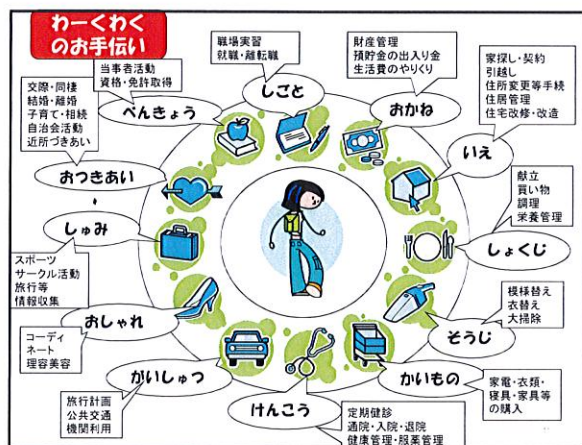 わーくわく
のお手伝い
職場実習
就職・離転職
しごと
財産管理
預貯金の出入り金
生活費のやりくり
おかね
家探し・契約
引越し
住所変更等手続
住居管理
住宅改修・改造
いえ
献立
買い物
調理
栄養管理
しょくじ
模様替え
衣替え
大掃除
そうじ
家電・衣類・
寝具・家具等
の購入
かいもの
定期健診
通院・入院・退院
健康管理・服薬管理
けんこう
旅行計画
公共交通
機関利用
がいしゅつ
コーディ
ネート
理容美容
おしゃれ
スポーツ
サークル活動
旅行等
情報収集
しゅみ
交際・同棲
結婚・離婚
子育て・相続
自治会活動
近所づきあい
おつきあい
当事者活動
資格・免許取得
べんきょう